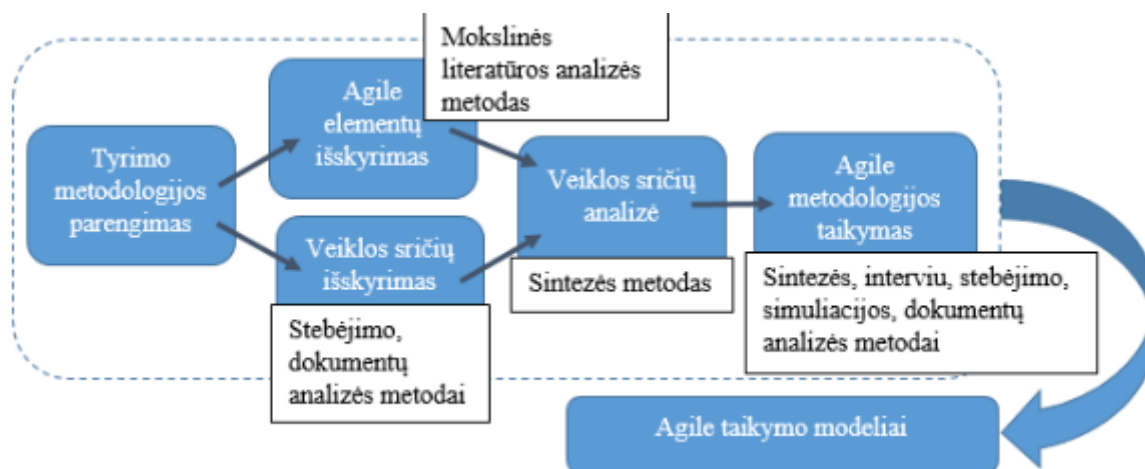 Mokslinės
literatūros analizės
metodas
Agile
elementų
išskyrimas
Tyrimo
metodologijos
parengimas
Veiklos sričių
išskyrimas
Stebėjimo,
dokumentų
analizės metodai
Veiklos sričių
analizė
Sintezės metodas
Agile
metodologijos
taikymas
Sintezės, interviu, stebėjimo,
simuliacijos, dokumentų
analizės metodai
Agile taikymo modeliai